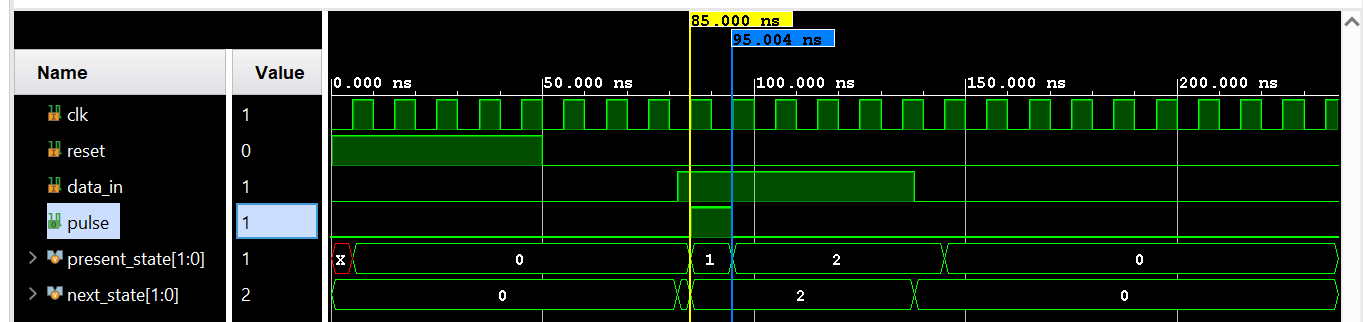 85.000 ns
95.004 ns
Name Value
0.000 ns 50.000 ns 100.000 ns 150.000 ns 200.000 ns
clk 1
reset 0
data_in 1
pulse 1
present_state[1:0] 1 X 0 1 2 0
next_state[1:0] 2 0 2 0